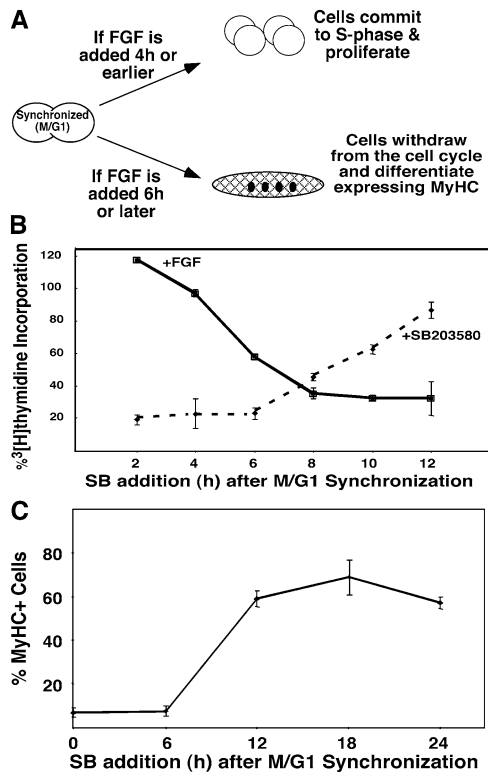 A
If FGF is
added 4h or
earlier
Cells commit
to S-phase &
proliferate
Synchronized
(M/G1)
If FGF is
added 6h
or later
Cells withdraw
from the cell cycle
and differentiate
expressing MyHC
B
%³[H]thymidine Incorporation
120
100
80
60
40
20
+FGF
+SB203580
2 4 6 8 10 12
SB addition (h) after M/G1 Synchronization
C
% MyHC+ Cells
80
60
40
20
0 6 12 18 24
SB addition (h) after M/G1 Synchronization